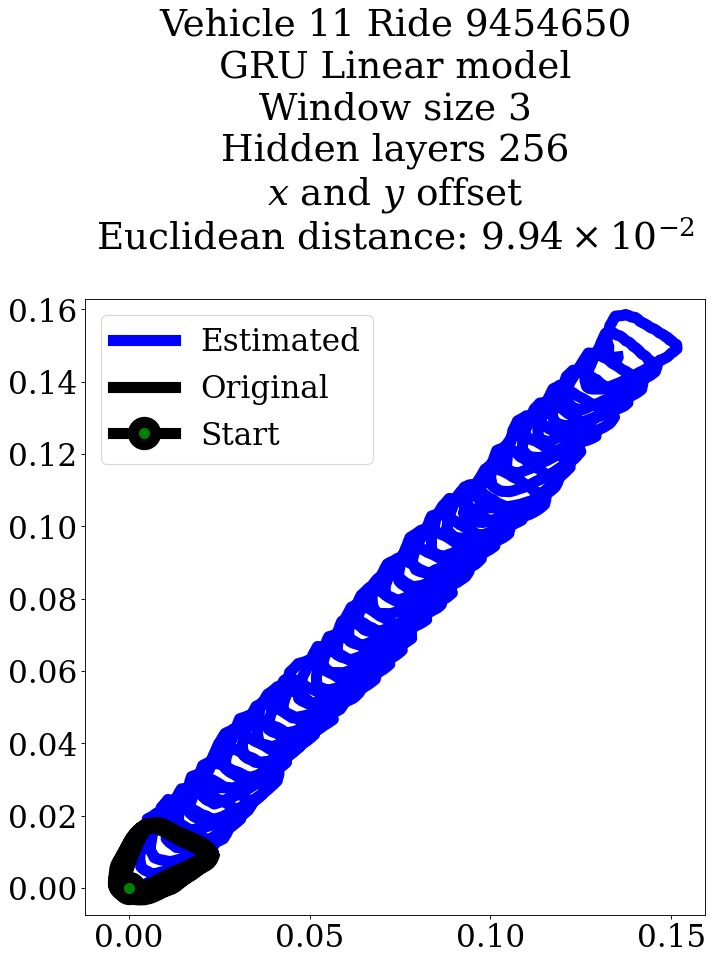 Vehicle 11 Ride 9454650
GRU Linear model
Window size 3
Hidden layers 256
x and y offset
Euclidean distance: 9.94 × 10⁻²
Estimated
Original
Start
0.16
0.14
0.12
0.10
0.08
0.06
0.04
0.02
0.00
0.00 0.05 0.10 0.15